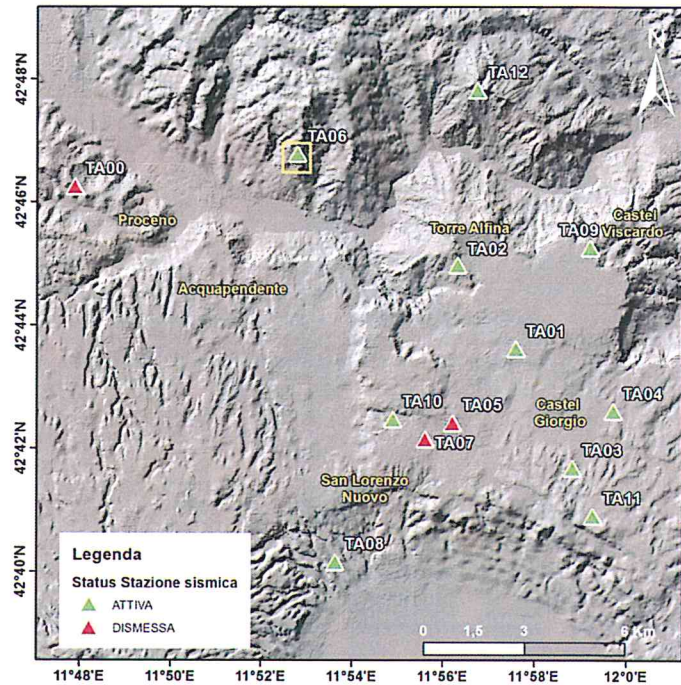 N
42°48'N
42°46'N
42°44'N
42°42'N
42°40'N
TA12
TA06
TA00
Proceno
Castel
Viscardo
TA09
Torre Alfina
TA02
Acquapendente
TA01
TA10
TA05
TA07
Castel
Giorgio
TA04
TA03
San Lorenzo
Nuovo
TA11
TA08
Legenda
Status Stazione sismica
ATTIVA
DISMESSA
0 1,5 3 6 Km
11°48'E 11°50'E 11°52'E 11°54'E 11°56'E 11°58'E 12°0'E